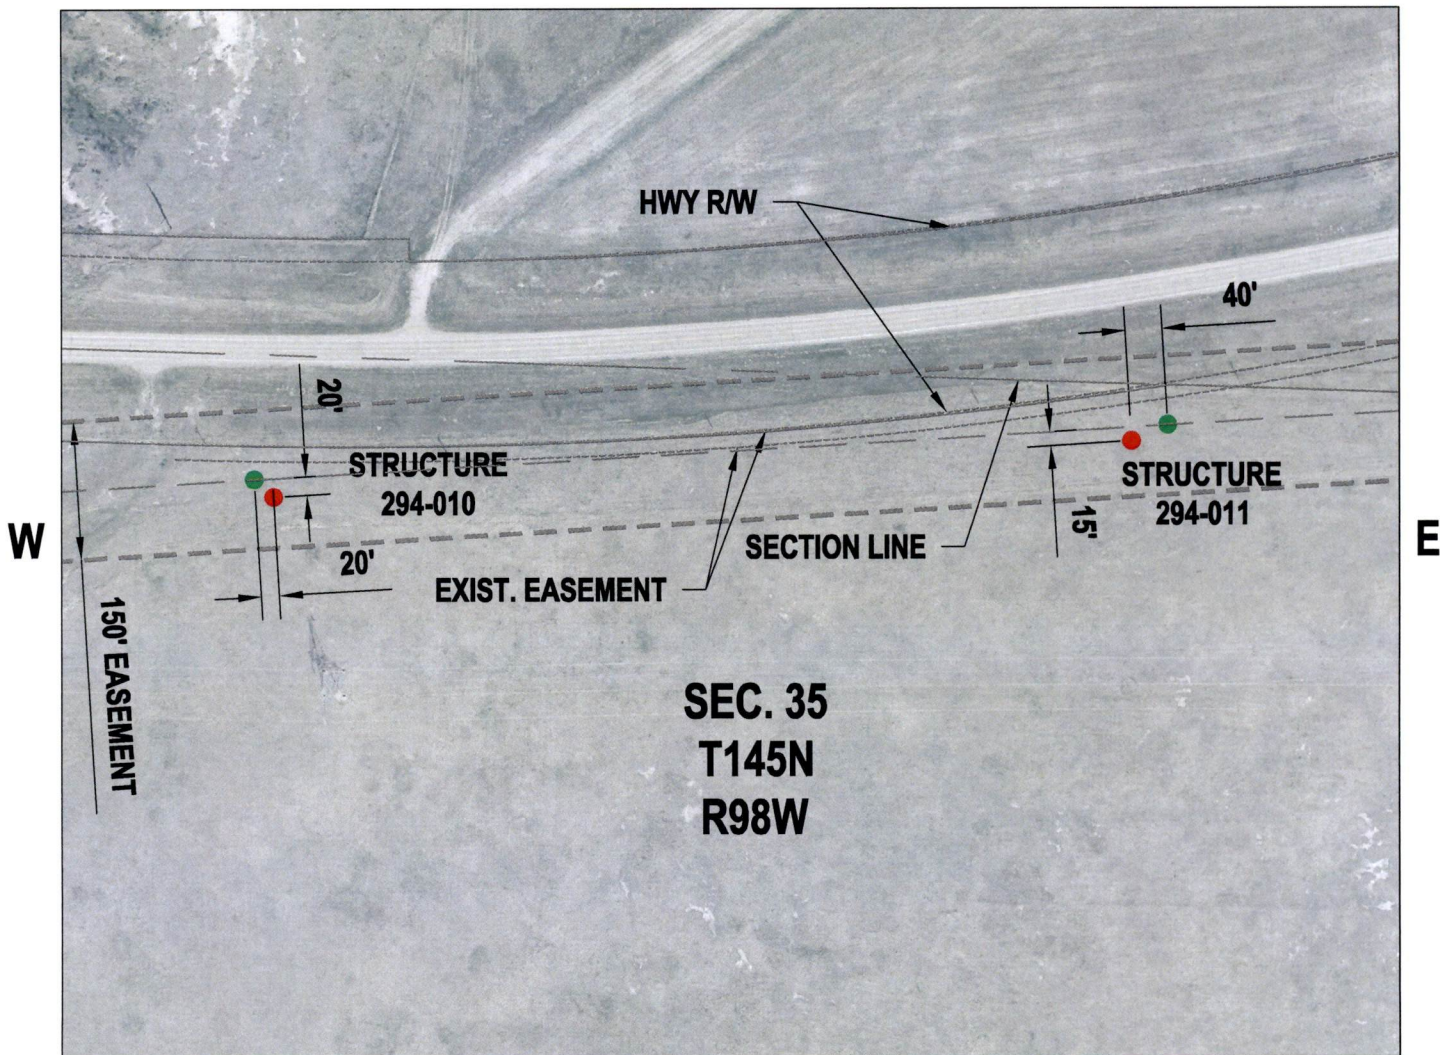 HWY R/W
40'
20'
STRUCTURE
294-010
STRUCTURE
294-011
15'
W
E
SECTION LINE
20'
EXIST. EASEMENT
150' EASEMENT
SEC. 35
T145N
R98W